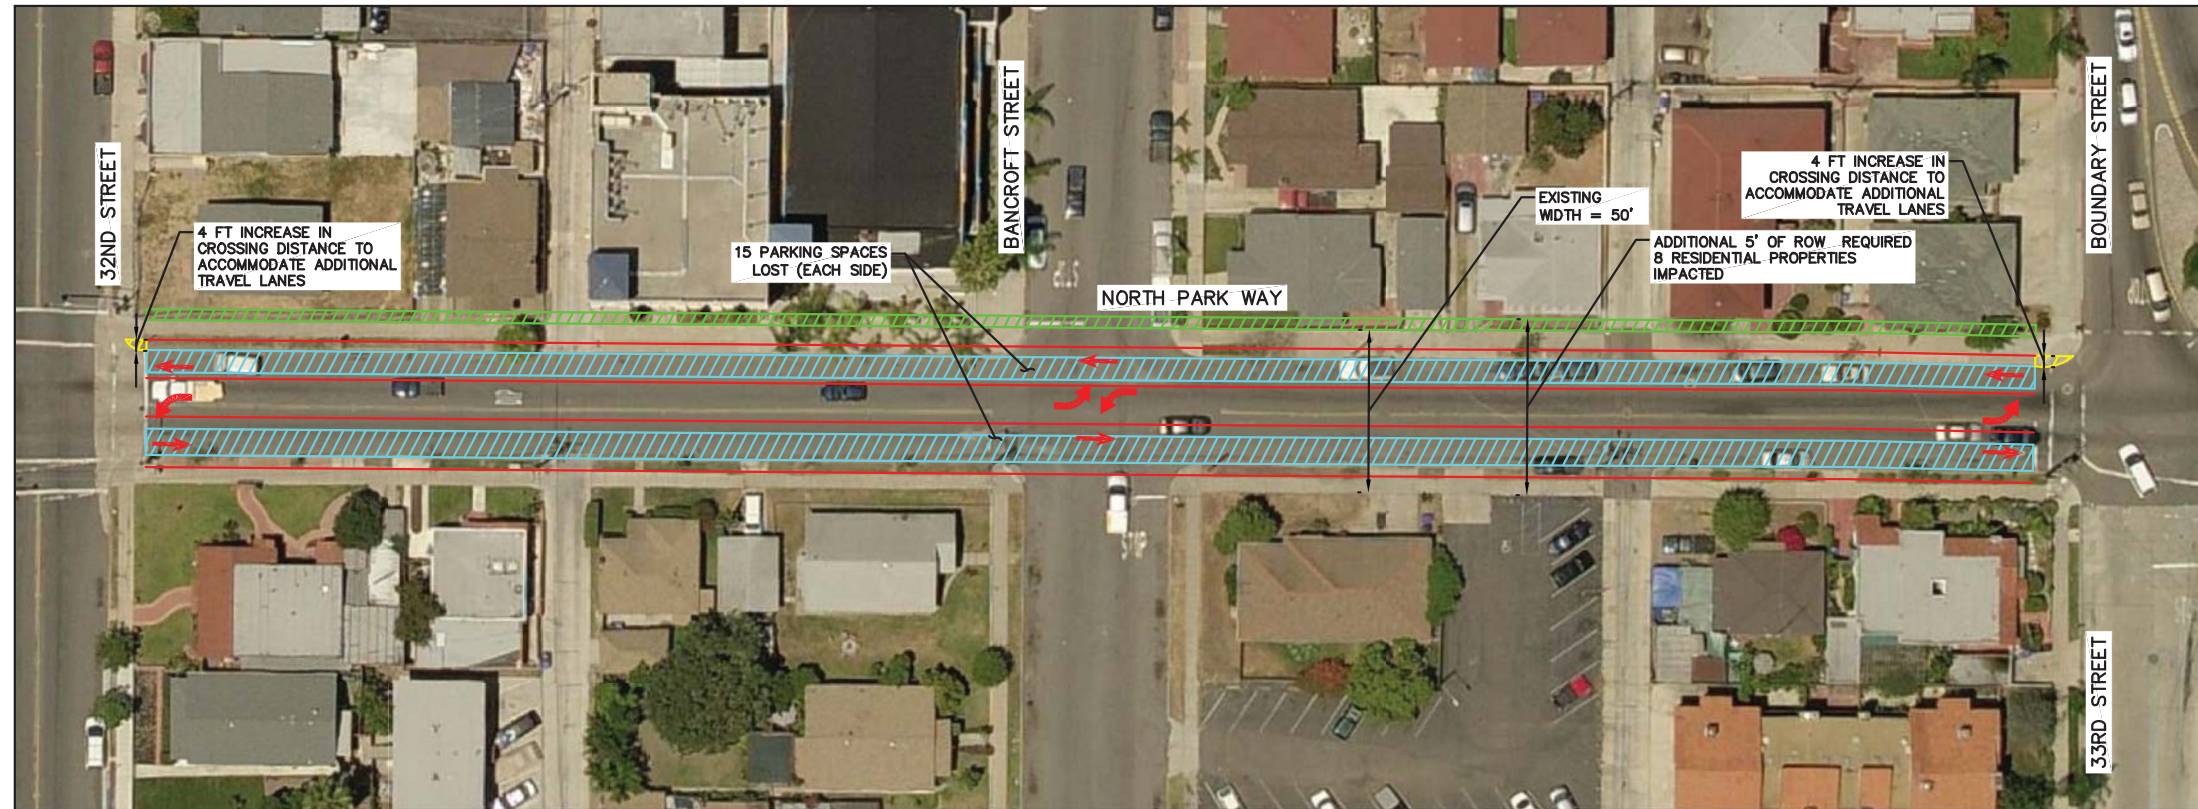 32ND STREET
4 FT INCREASE IN
CROSSING DISTANCE TO
ACCOMMODATE ADDITIONAL
TRAVEL LANES
15 PARKING SPACES
LOST (EACH SIDE)
BANCROFT STREET
NORTH PARK WAY
EXISTING
WIDTH = 50'
ADDITIONAL 5' OF ROW REQUIRED
8 RESIDENTIAL PROPERTIES
IMPACTED
4 FT INCREASE IN
CROSSING DISTANCE TO
ACCOMMODATE ADDITIONAL
TRAVEL LANES
BOUNDARY STREET
33RD STREET